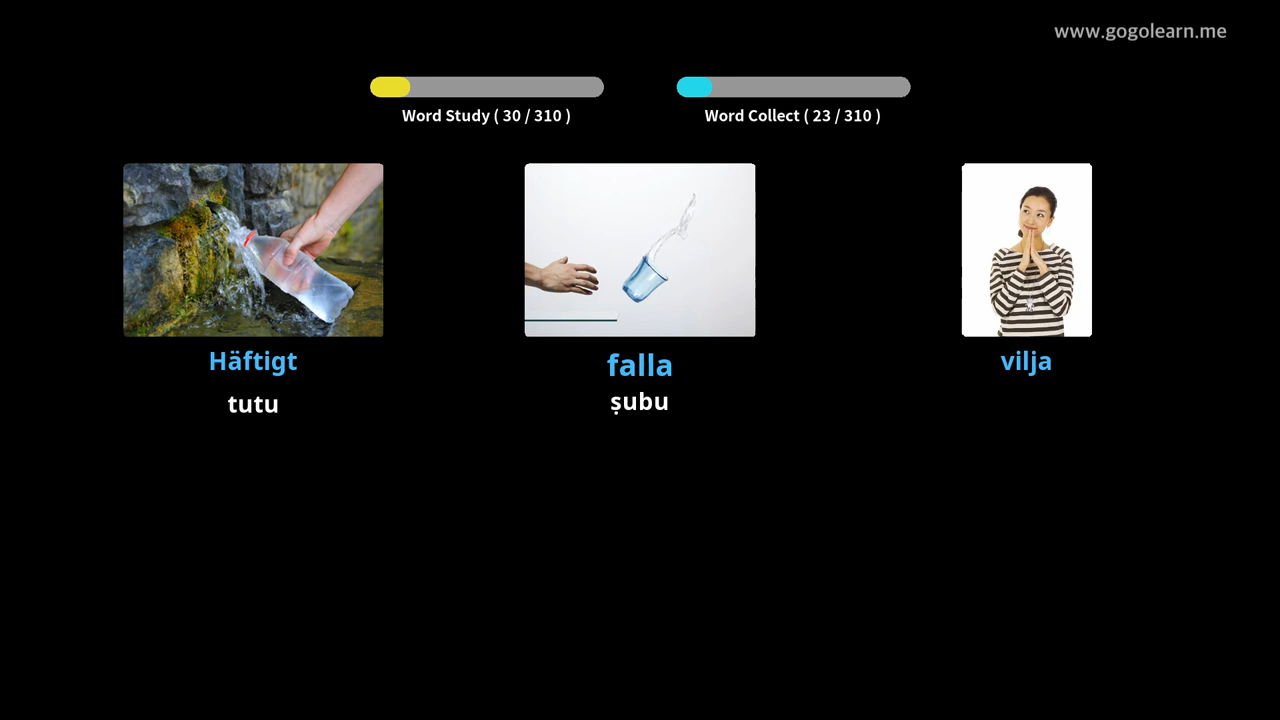 www.gogolearn.me
Word Study ( 30 / 310 )
Word Collect ( 23 / 310 )
Häftigt
tutu
falla
ṣubu
vilja